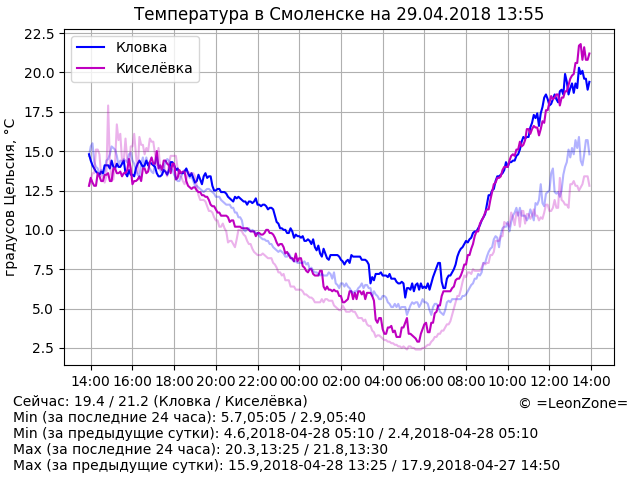 Температура в Смоленске на 29.04.2018 13:55
Кловка
Киселёвка
градусов Цельсия, °C
22.5
20.0
17.5
15.0
12.5
10.0
7.5
5.0
2.5
14:00 16:00 18:00 20:00 22:00 00:00 02:00 04:00 06:00 08:00 10:00 12:00 14:00
Сейчас: 19.4 / 21.2 (Кловка / Киселёвка)
© =LeonZone=
Min (за последние 24 часа): 5.7,05:05 / 2.9,05:40
Min (за предыдущие сутки): 4.6,2018-04-28 05:10 / 2.4,2018-04-28 05:10
Max (за последние 24 часа): 20.3,13:25 / 21.8,13:30
Max (за предыдущие сутки): 15.9,2018-04-28 13:25 / 17.9,2018-04-27 14:50